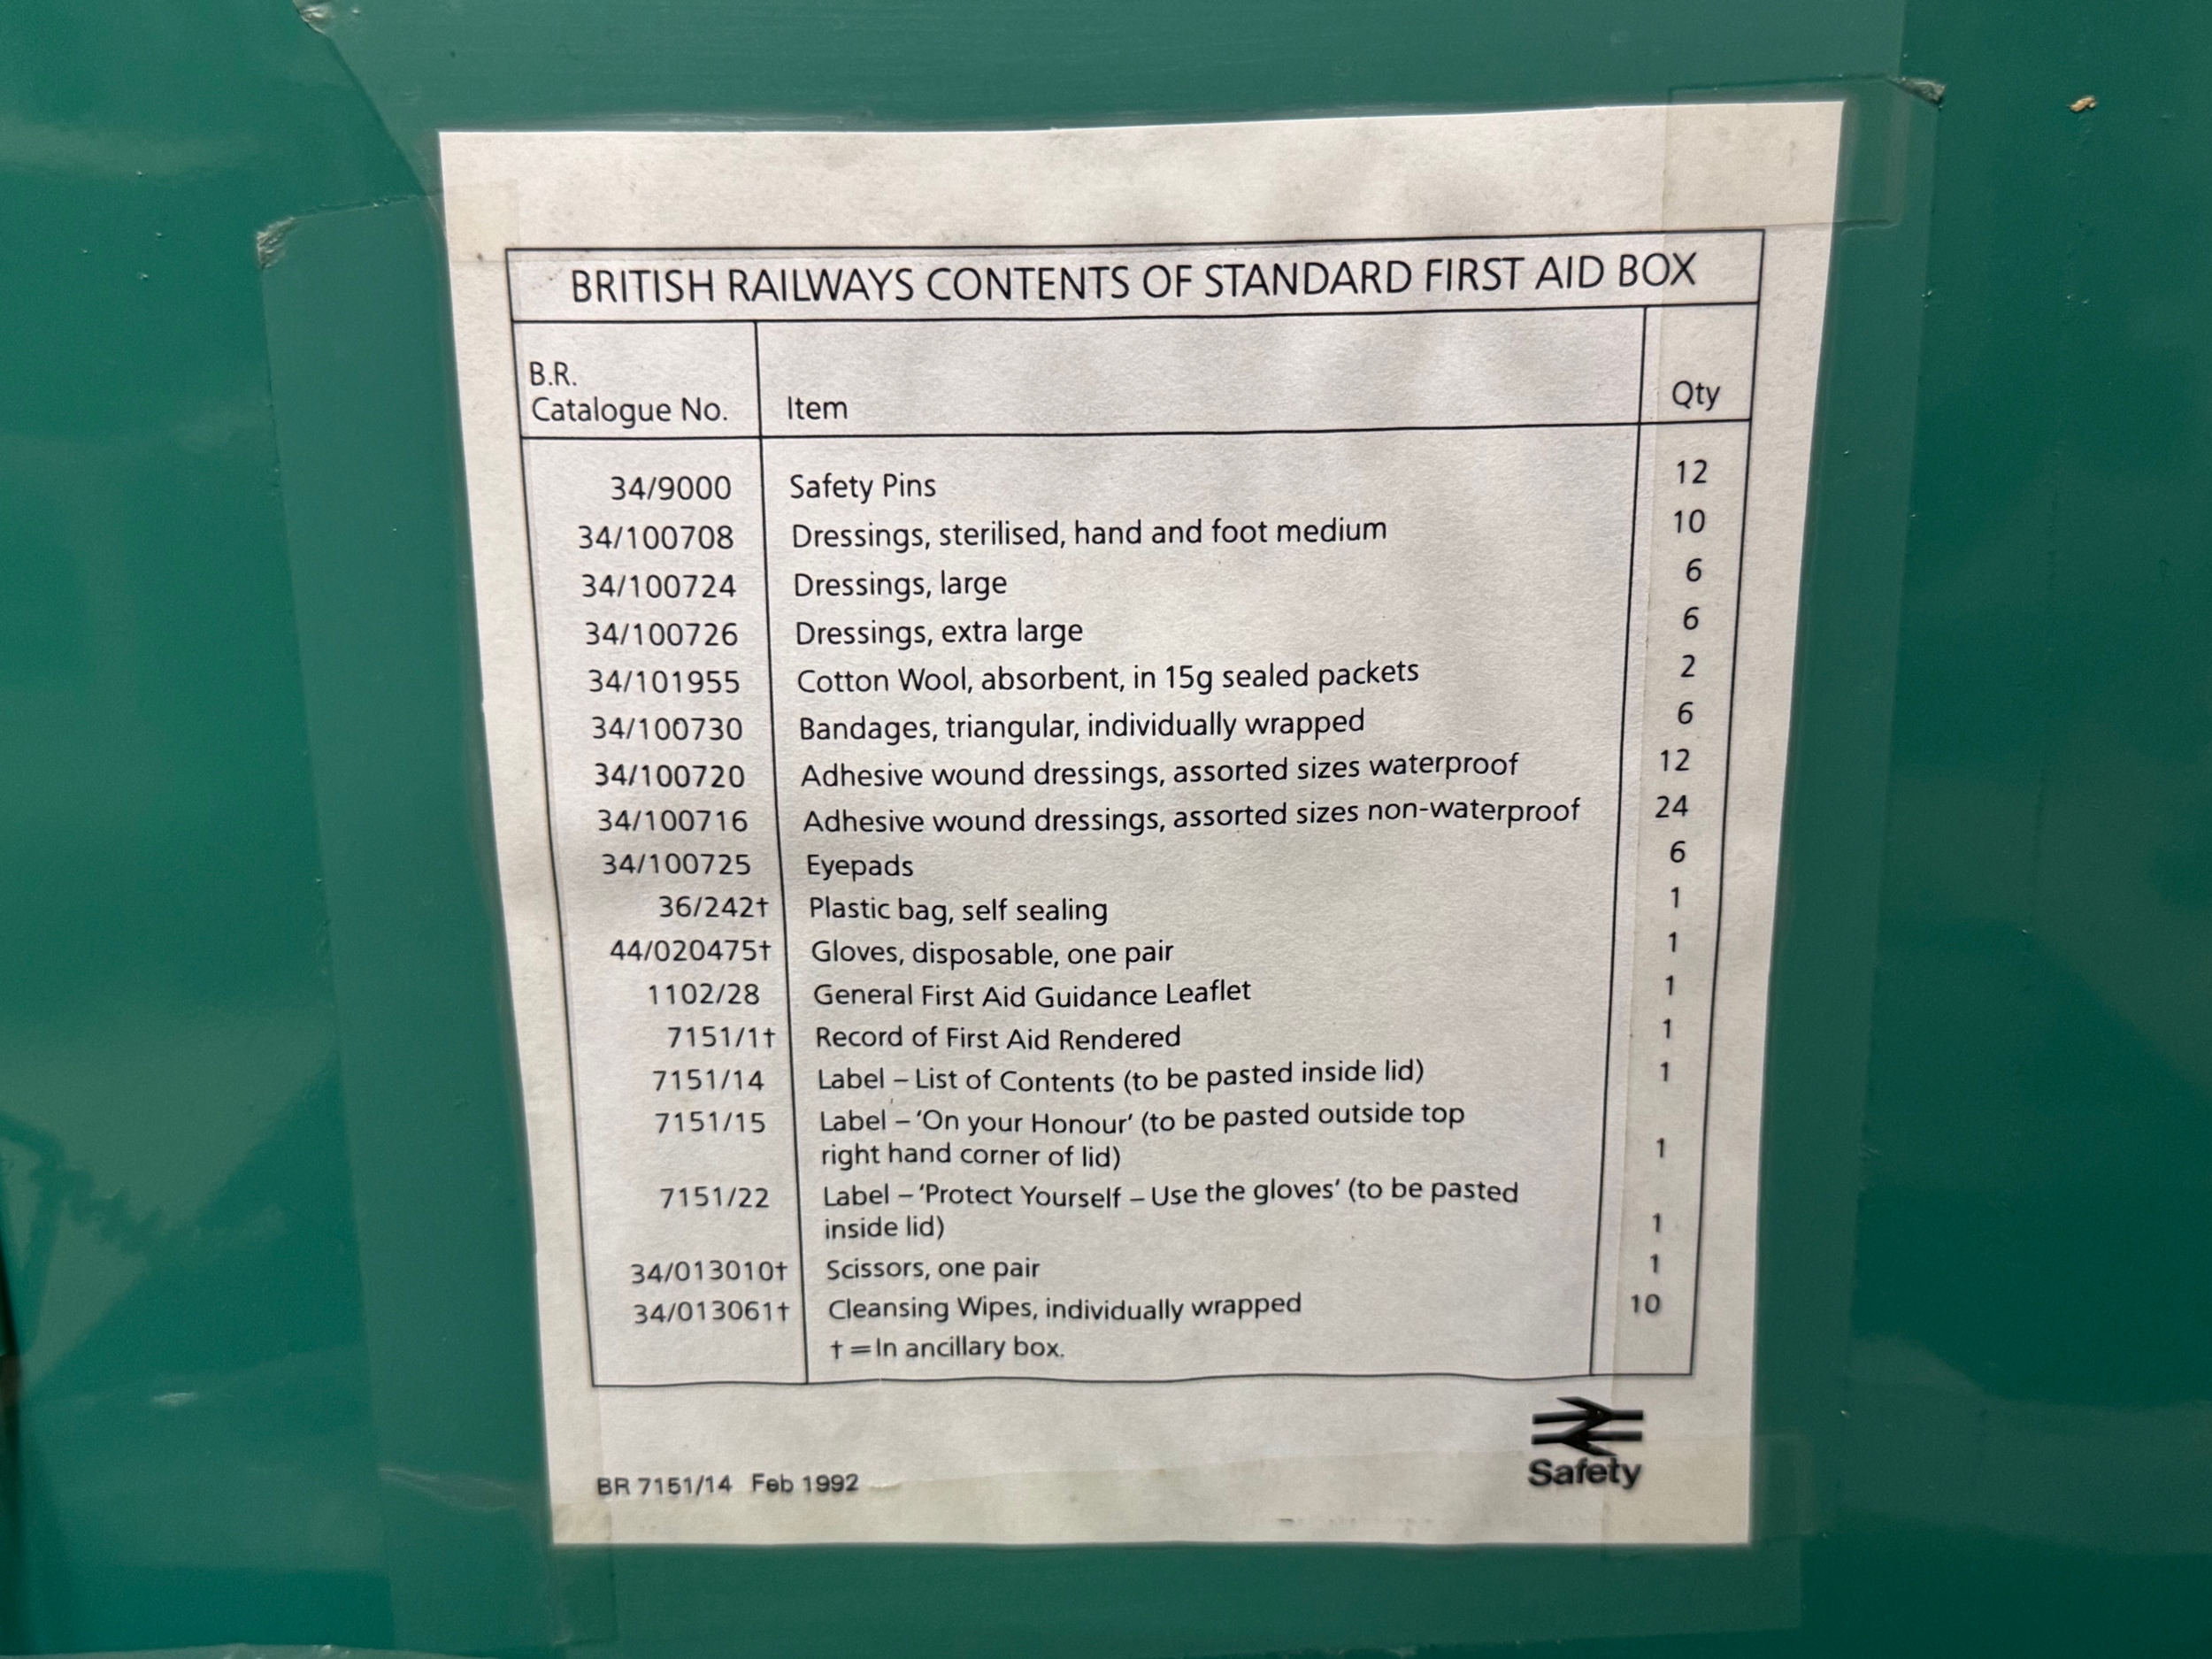 BRITISH RAILWAYS CONTENTS OF STANDARD FIRST AID BOX
B.R.
Catalogue No. Item Qty
34/9000 Safety Pins 12
34/100708 Dressings, sterilised, hand and foot medium 10
34/100724 Dressings, large 6
34/100726 Dressings, extra large 6
34/101955 Cotton Wool, absorbent, in 15g sealed packets 2
34/100730 Bandages, triangular, individually wrapped 6
34/100720 Adhesive wound dressings, assorted sizes waterproof 12
34/100716 Adhesive wound dressings, assorted sizes non-waterproof 24
34/100725 Eyepads 6
36/242† Plastic bag, self sealing 1
44/020475† Gloves, disposable, one pair 1
1102/28 General First Aid Guidance Leaflet 1
7151/1† Record of First Aid Rendered 1
7151/14 Label – List of Contents (to be pasted inside lid) 1
7151/15 Label – ‘On your Honour’ (to be pasted outside top
right hand corner of lid) 1
7151/22 Label – ‘Protect Yourself – Use the gloves’ (to be pasted
inside lid) 1
34/013010† Scissors, one pair 1
34/013061† Cleansing Wipes, individually wrapped 10
† = In ancillary box.
Safety
BR 7151/14 Feb 1992